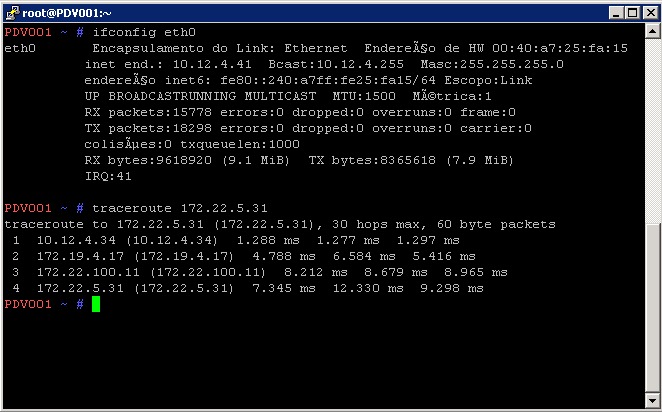 root@PDV001:~
PDV001 ~ # ifconfig eth0
eth0 Encapsulamento do Link: Ethernet EndereÃ§o de HW 00:40:a7:25:fa:15
inet end.: 10.12.4.41 Bcast:10.12.4.255 Masc:255.255.255.0
endereÃ§o inet6: fe80::240:a7ff:fe25:fa15/64 Escopo:Link
UP BROADCASTRUNNING MULTICAST MTU:1500 MÃ©trica:1
RX packets:15778 errors:0 dropped:0 overruns:0 frame:0
TX packets:18298 errors:0 dropped:0 overruns:0 carrier:0
colisÃµes:0 txqueuelen:1000
RX bytes:9618920 (9.1 MiB) TX bytes:8365618 (7.9 MiB)
IRQ:41
PDV001 ~ # traceroute 172.22.5.31
traceroute to 172.22.5.31 (172.22.5.31), 30 hops max, 60 byte packets
1 10.12.4.34 (10.12.4.34) 1.288 ms 1.277 ms 1.297 ms
2 172.19.4.17 (172.19.4.17) 4.788 ms 6.584 ms 5.416 ms
3 172.22.100.11 (172.22.100.11) 8.212 ms 8.679 ms 8.965 ms
4 172.22.5.31 (172.22.5.31) 7.345 ms 12.330 ms 9.298 ms
PDV001 ~ #